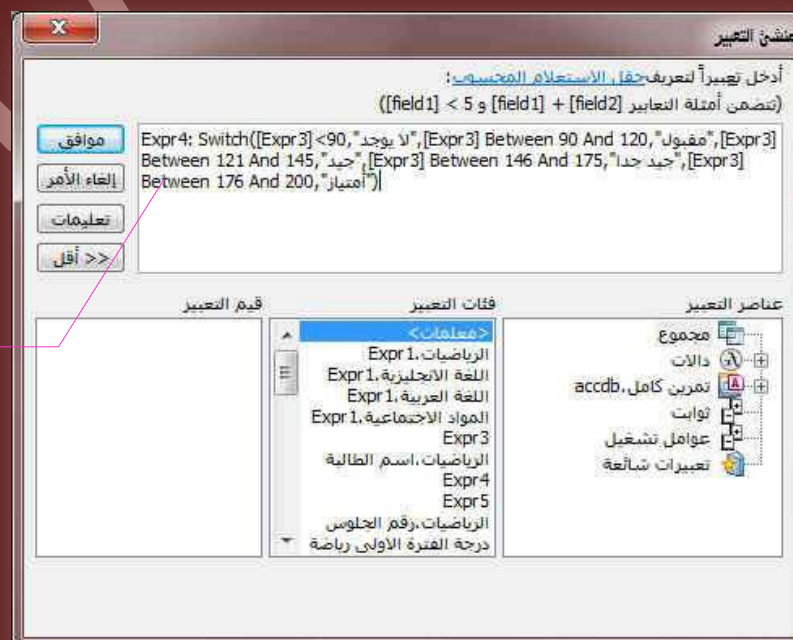 منشئ التعبير
أدخل تعبيراً لتعريف حقل الاستعلام المحسوب:
(تتضمن أمثلة التعابير [field1] + [field2] و [field1] < 5)
Expr4: Switch([Expr3]<90,"لا يوجد",[Expr3] Between 90 And 120,"مقبول",[Expr3]
Between 121 And 145,"جيد",[Expr3] Between 146 And 175,"جيد جدا",[Expr3]
Between 176 And 200,"أمتياز")
موافق
إلغاء الأمر
تعليمات
<< أقل
عناصر التعبير
مجموع
دالات
تمرين كامل.accdb
ثوابت
عوامل تشغيل
تعبيرات شائعة
فئات التعبير
<معلمات>
الرياضيات.Expr1
اللغة الانجليزية.Expr1
اللغة العربية.Expr1
المواد الاجتماعية.Expr1
Expr3
الرياضيات.اسم الطالبة
Expr4
Expr5
الرياضيات.رقم الجلوس
درجة الفترة الاولى رياضة
قيم التعبير